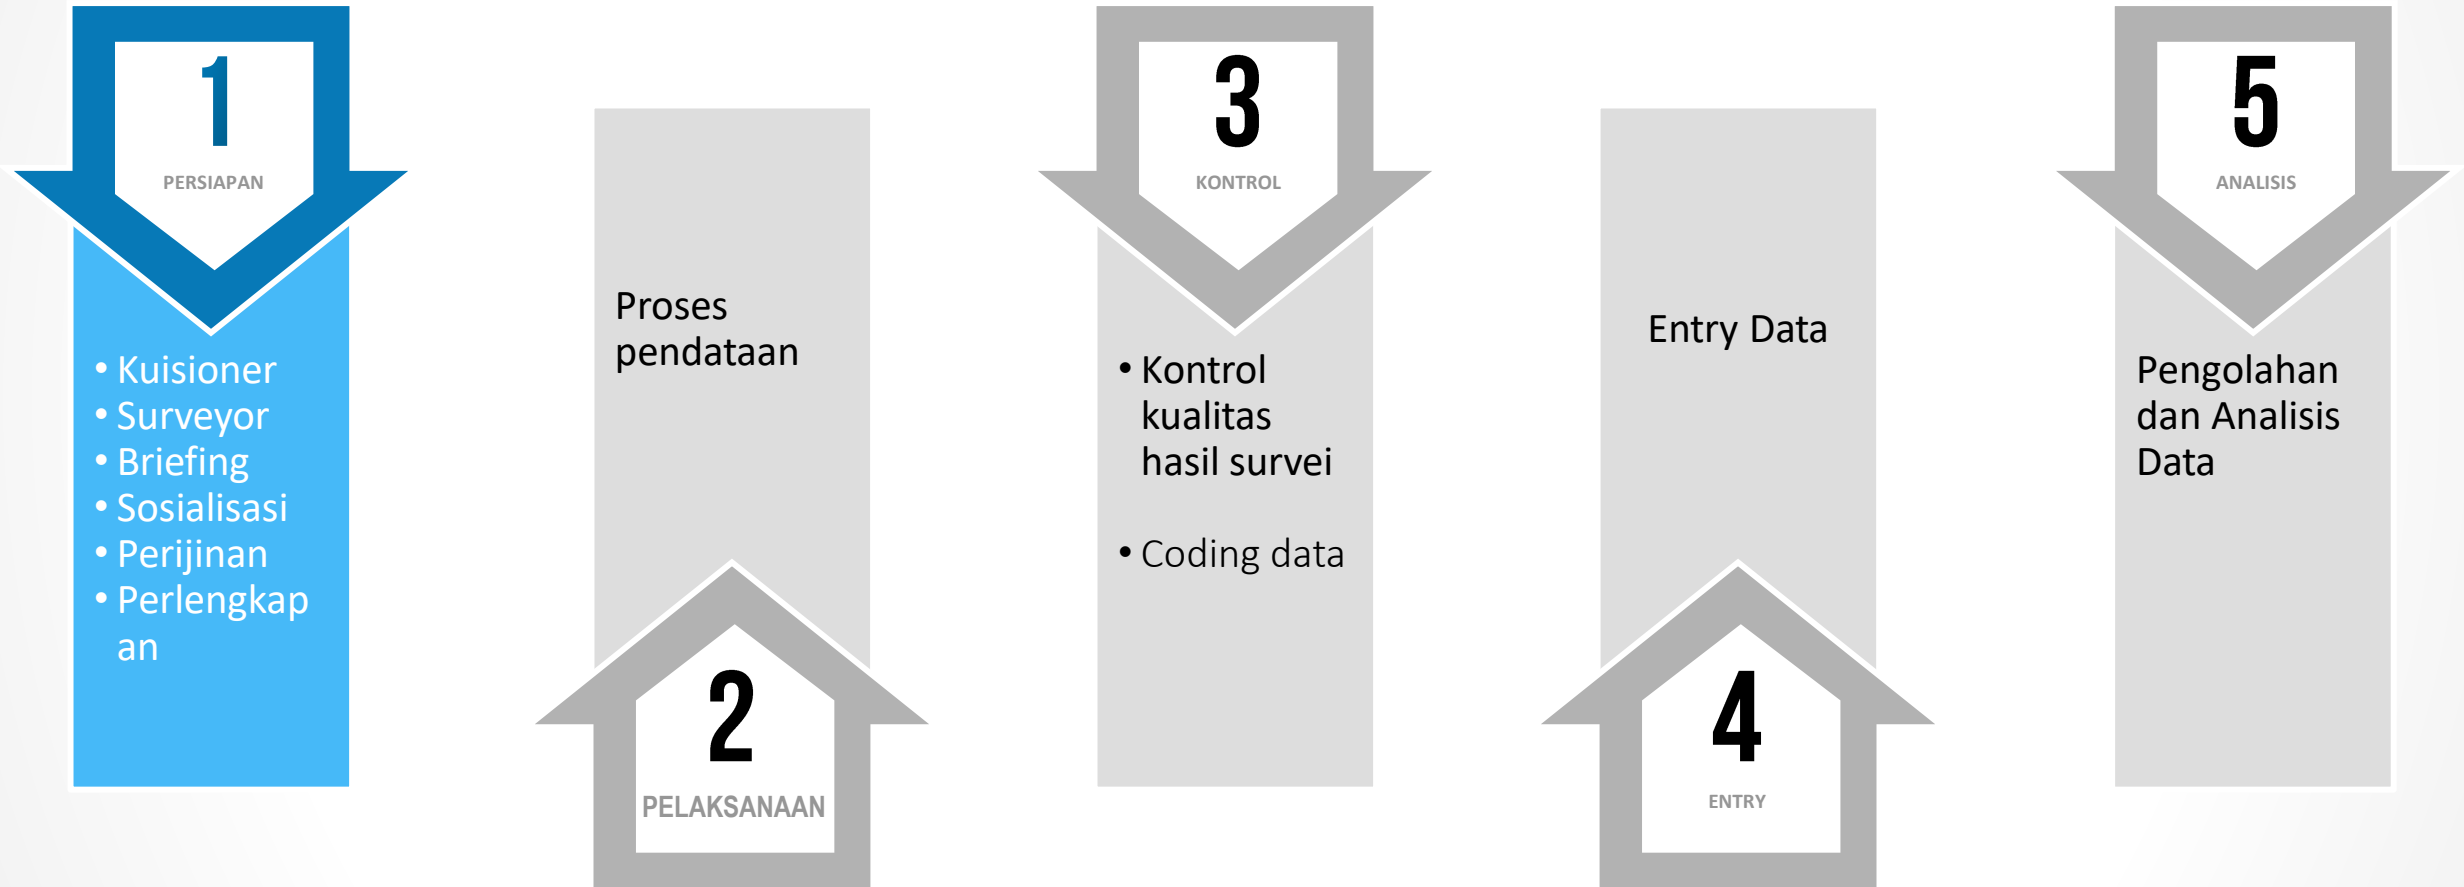 1
PERSIAPAN
• Kuisioner
• Surveyor
• Briefing
• Sosialisasi
• Perijinan
• Perlengkap
an
Proses
pendataan
2
PELAKSANAAN
3
KONTROL
• Kontrol
kualitas
hasil survei
• Coding data
Entry Data
4
ENTRY
5
ANALISIS
Pengolahan
dan Analisis
Data